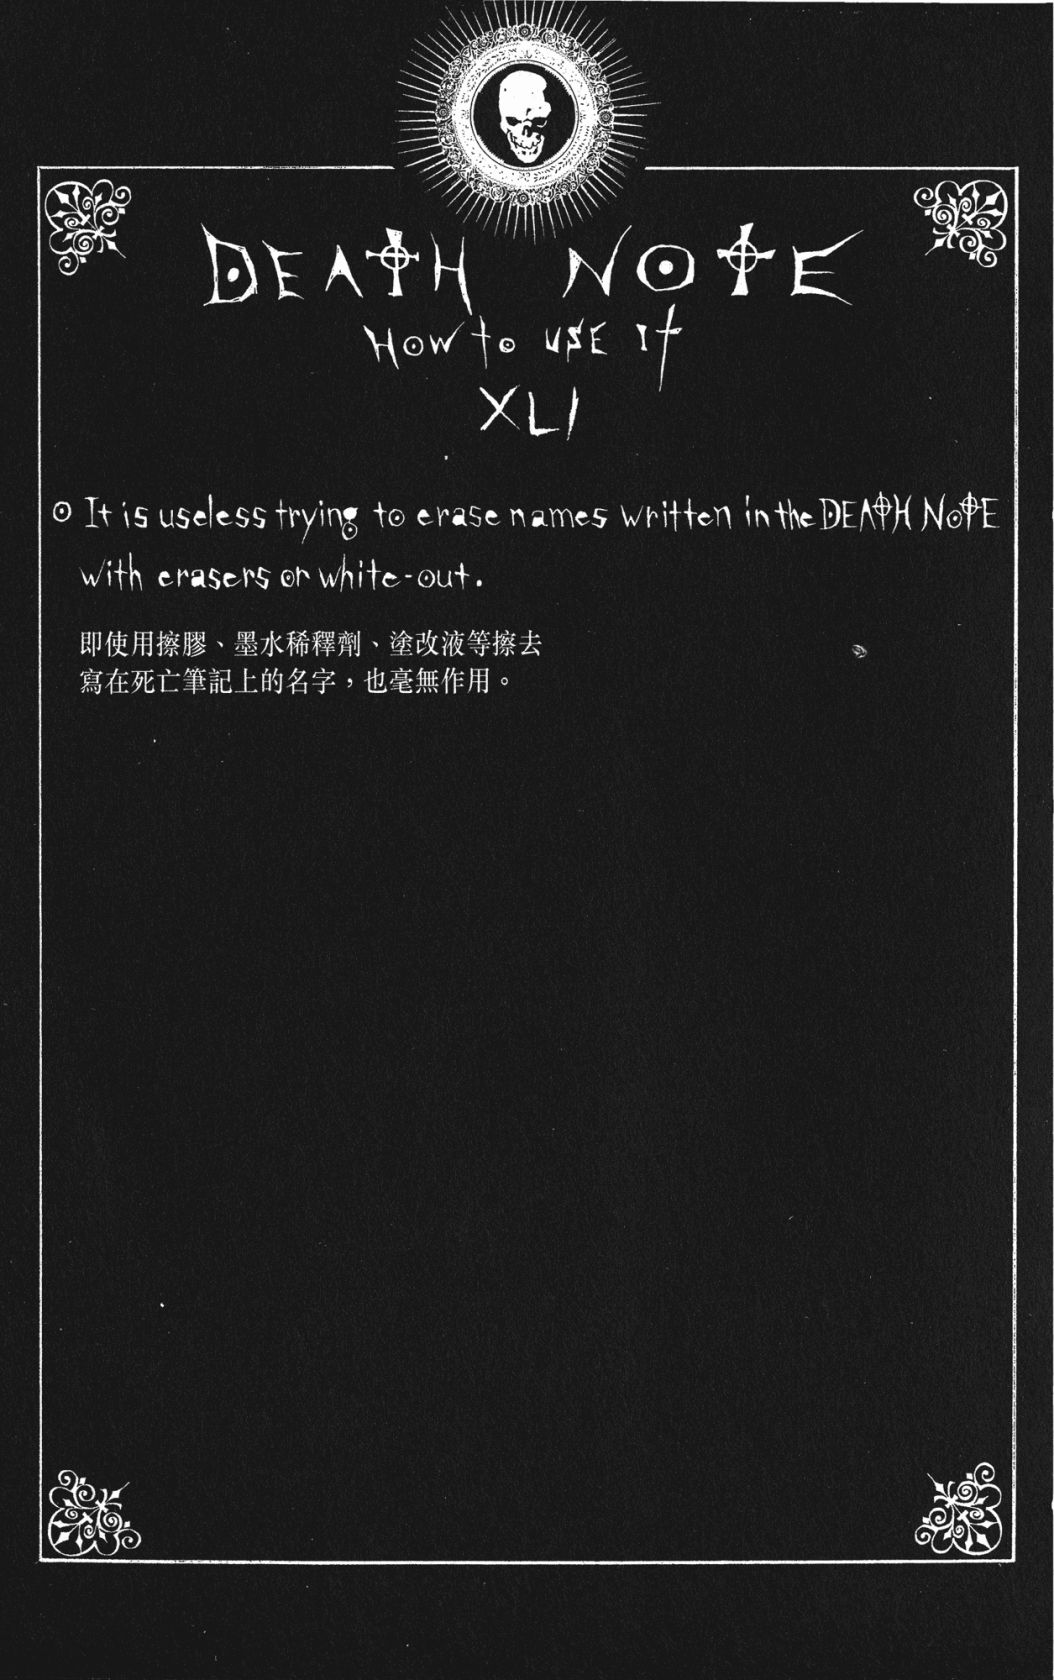 DEATH NOTE
How to use it
XLI
It is useless trying to erase names written in the DEATH NOTE
with erasers or white-out.
即使用擦膠、墨水稀釋劑、塗改液等擦去
寫在死亡筆記上的名字，也毫無作用。